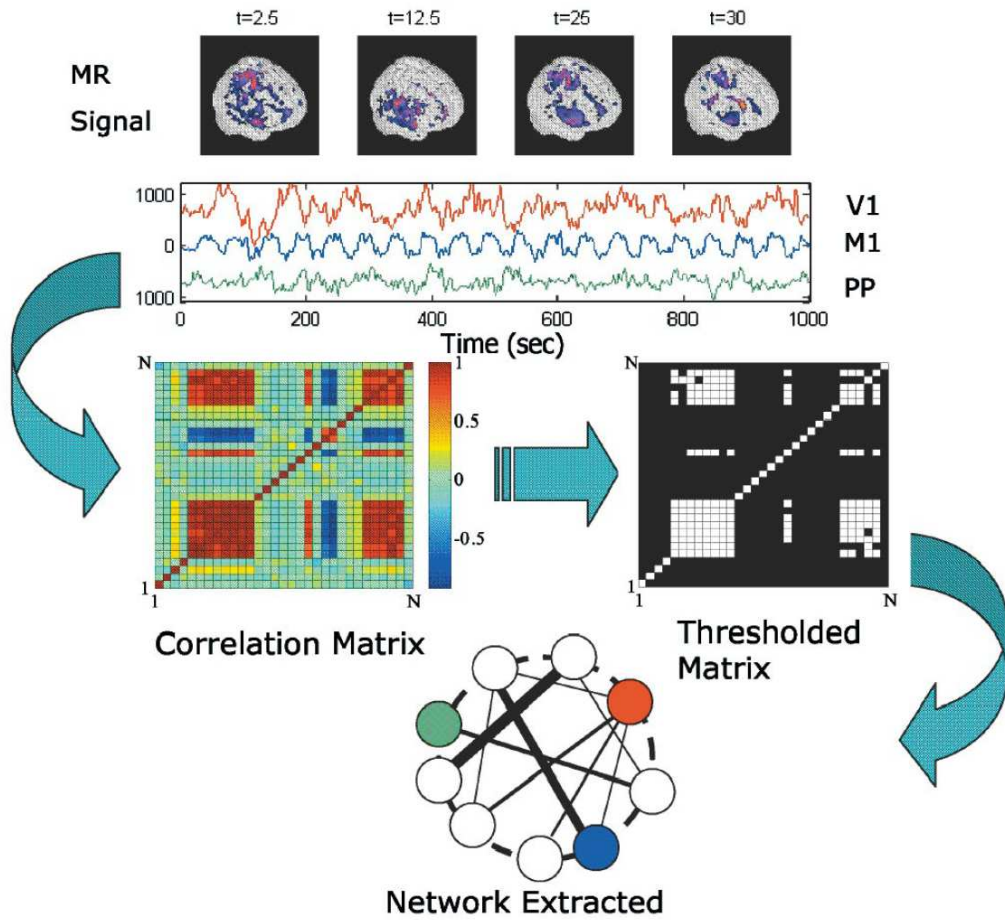 t=2.5 t=12.5 t=25 t=30
MR
Signal
1000
0
1000
V1
M1
PP
0 200 400 600 800 1000
Time (sec)
N
1
1 N
1
0.5
0
-0.5
N
1
1 N
Correlation Matrix
Thresholded
Matrix
Network Extracted